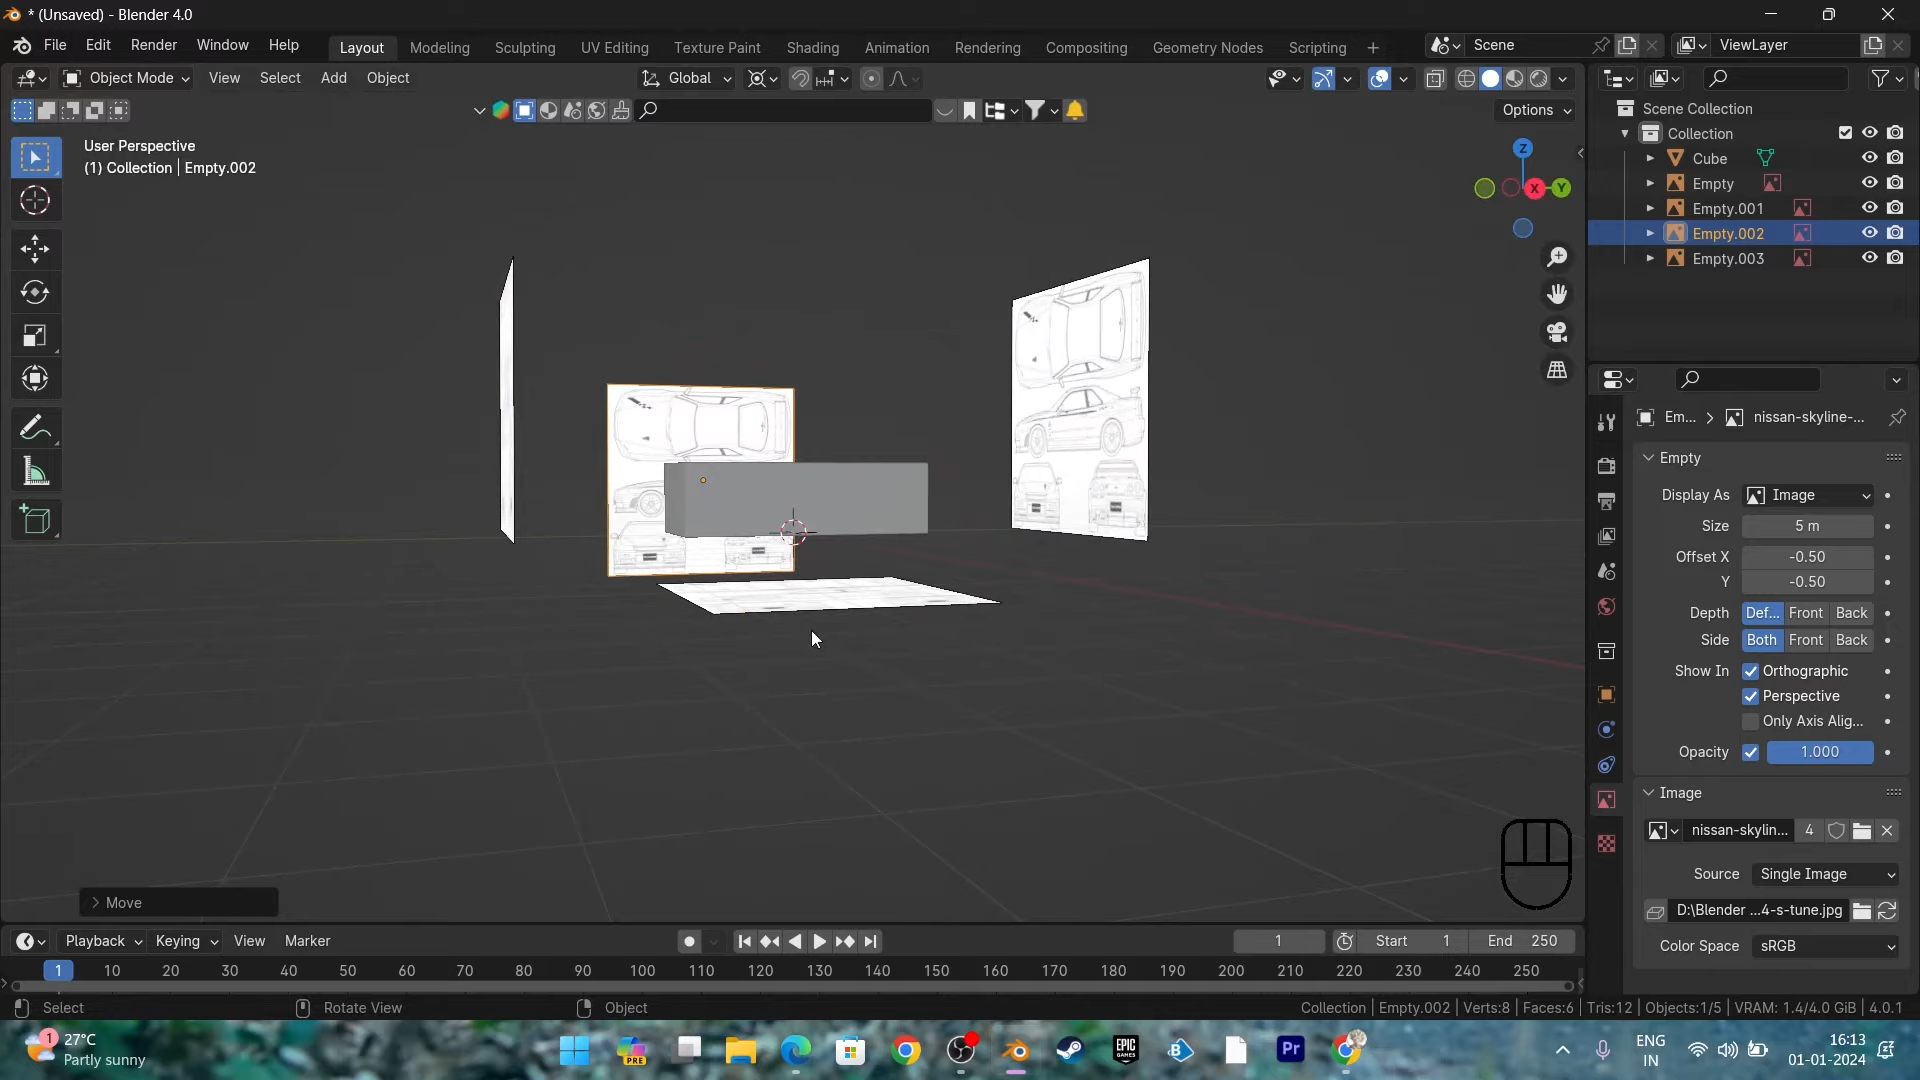 * (Unsaved) - Blender 4.0
File Edit Render Window Help
Layout Modeling Sculpting UV Editing Texture Paint Shading Animation Rendering Compositing Geometry Nodes Scripting +
Scene
ViewLayer
Object Mode View Select Add Object
Global
Options
User Perspective
(1) Collection | Empty.002
Z
X
Y
Scene Collection
Collection
Cube
Empty
Empty.001
Empty.002
Empty.003
Em... > nissan-skyline-...
Empty
Display As Image
Size 5 m
Offset X -0.50
Y -0.50
Depth Def... Front Back
Side Both Front Back
Show In Orthographic
Perspective
Only Axis Alig...
Opacity 1.000
Image
nissan-skylin... 4
Source Single Image
D:\Blender ...4-s-tune.jpg
Color Space sRGB
> Move
Playback Keying View Marker
1 Start 1 End 250
1 10 20 30 40 50 60 70 80 90 100 110 120 130 140 150 160 170 180 190 200 210 220 230 240 250
Select Rotate View Object
Collection | Empty.002 | Verts:8 | Faces:6 | Tris:12 | Objects:1/5 | VRAM: 1.4/4.0 GiB | 4.0.1
1
27°C
Partly sunny
PRE
EPIC
GAMES
Pr
ENG
IN
16:13
01-01-2024